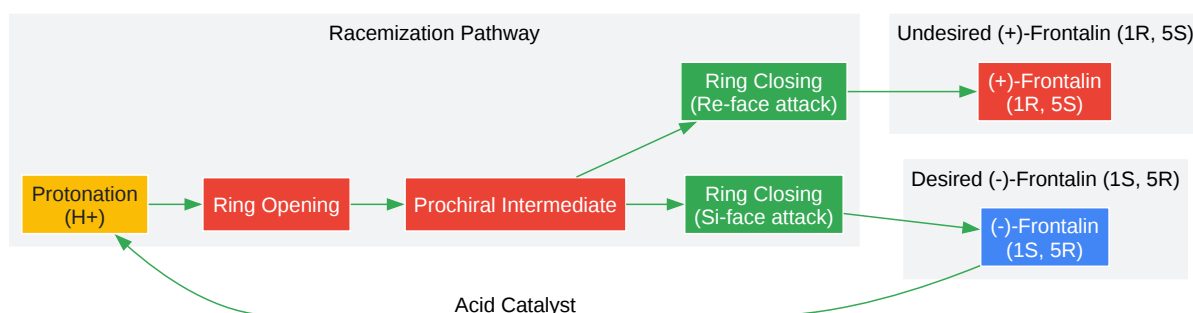 Racemization Pathway
Undesired (+)-Frontalin (1R, 5S)
Ring Closing
(Re-face attack)
(+)-Frontalin
(1R, 5S)
Desired (-)-Frontalin (1S, 5R)
Protonation
(H+)
Ring Opening
Prochiral Intermediate
Ring Closing
(Si-face attack)
(-)-Frontalin
(1S, 5R)
Acid Catalyst